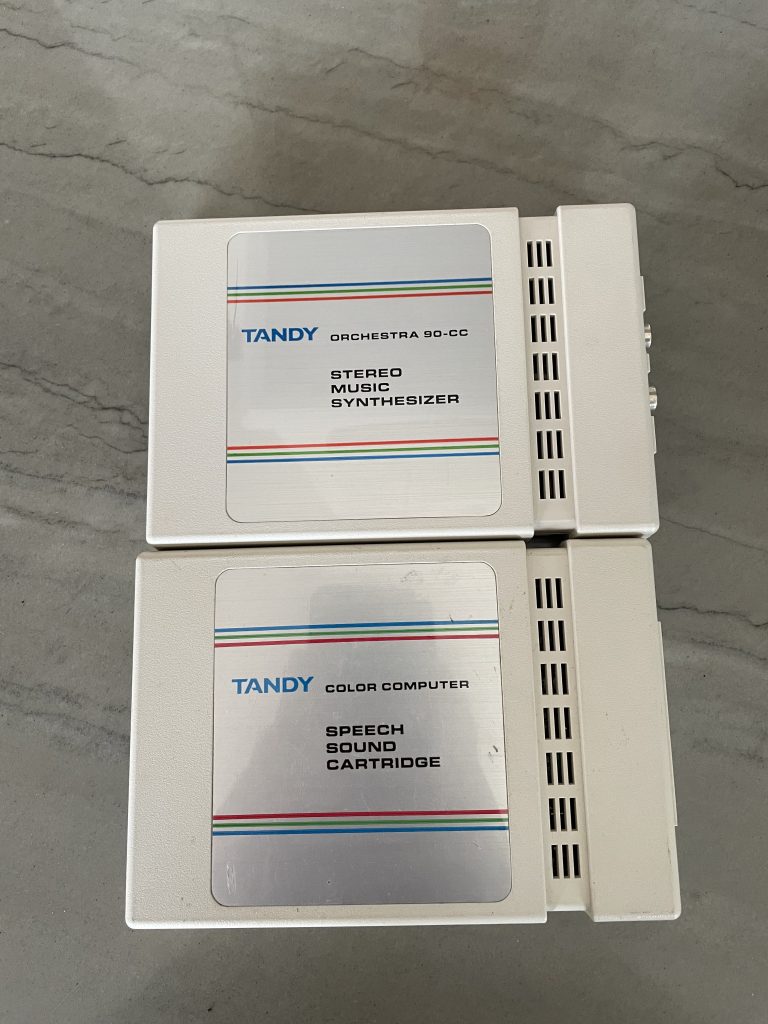 TANDY ORCHESTRA 90-CC
STEREO
MUSIC
SYNTHESIZER
TANDY COLOR COMPUTER
SPEECH
SOUND
CARTRIDGE